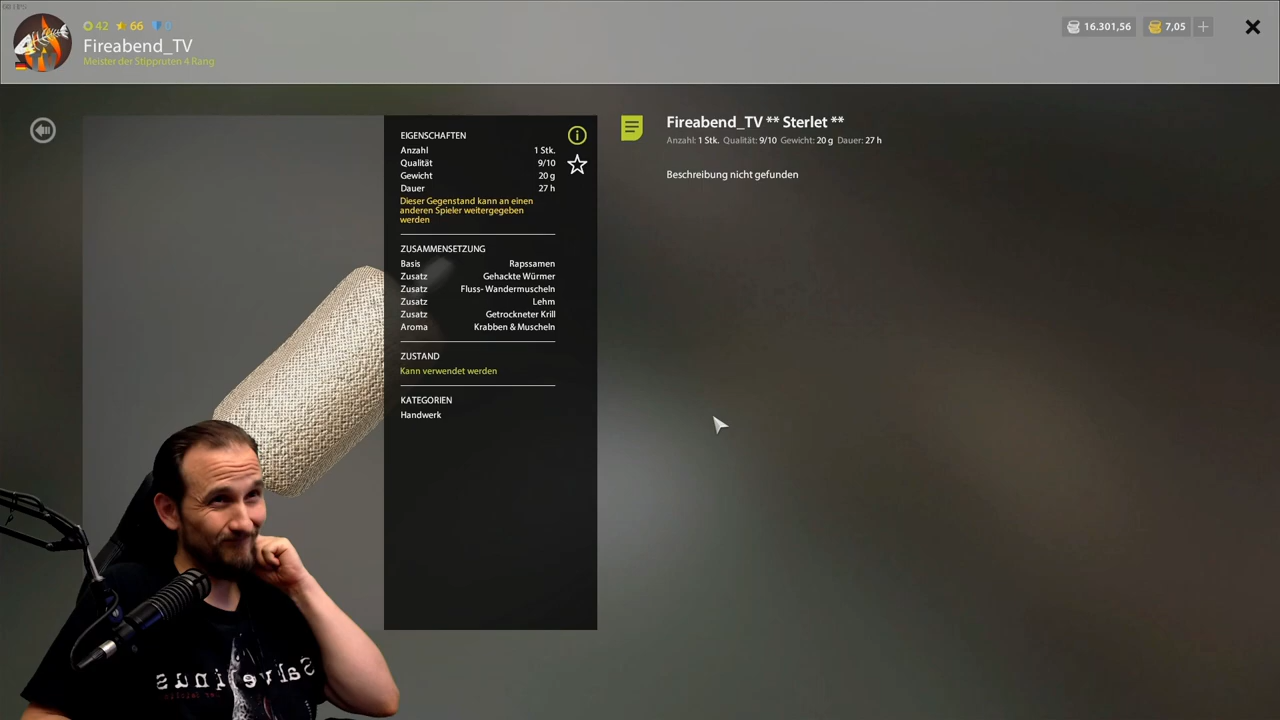 42 66
Fireabend_TV
Meister der Stippruten 4 Rang
16.301,56 7,05
EIGENSCHAFTEN
Anzahl 1 Stk.
Qualität 9/10
Gewicht 20 g
Dauer 27 h
Dieser Gegenstand kann an einen
anderen Spieler weitergegeben
werden
ZUSAMMENSETZUNG
Basis Rapssamen
Zusatz Gehackte Würmer
Zusatz Fluss- Wandermuscheln
Zusatz Lehm
Zusatz Getrockneter Krill
Aroma Krabben & Muscheln
ZUSTAND
Kann verwendet werden
KATEGORIEN
Handwerk
Fireabend_TV ** Sterlet **
Anzahl: 1 Stk. Qualität: 9/10 Gewicht: 20 g Dauer: 27 h
Beschreibung nicht gefunden
Salvelinus